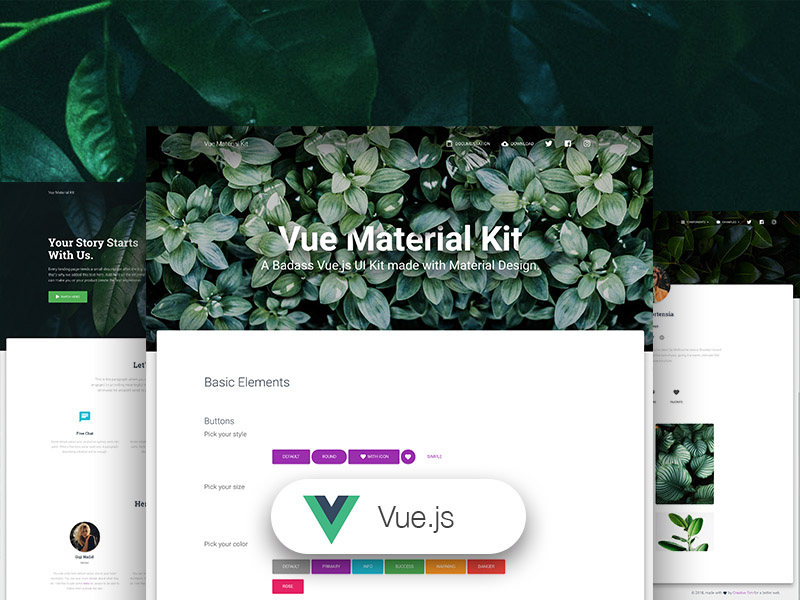 Vue Material Kit
DOCUMENTATION
DOWNLOAD
Vue Material Kit
A Badass Vue.js UI Kit made with Material Design.
Basic Elements
Buttons
Pick your style
DEFAULT
ROUND
WITH ICON
SIMPLE
Pick your size
Vue.js
Pick your color
DEFAULT
PRIMARY
INFO
SUCCESS
WARNING
DANGER
ROSE
Vue Material Kit
Your Story Starts
With Us.
WATCH VIDEO
Let'
Free Chat
Her
Gigi Hadid
COMPONENTS
EXAMPLES
© 2018, made with by Creative Tim for a better web.